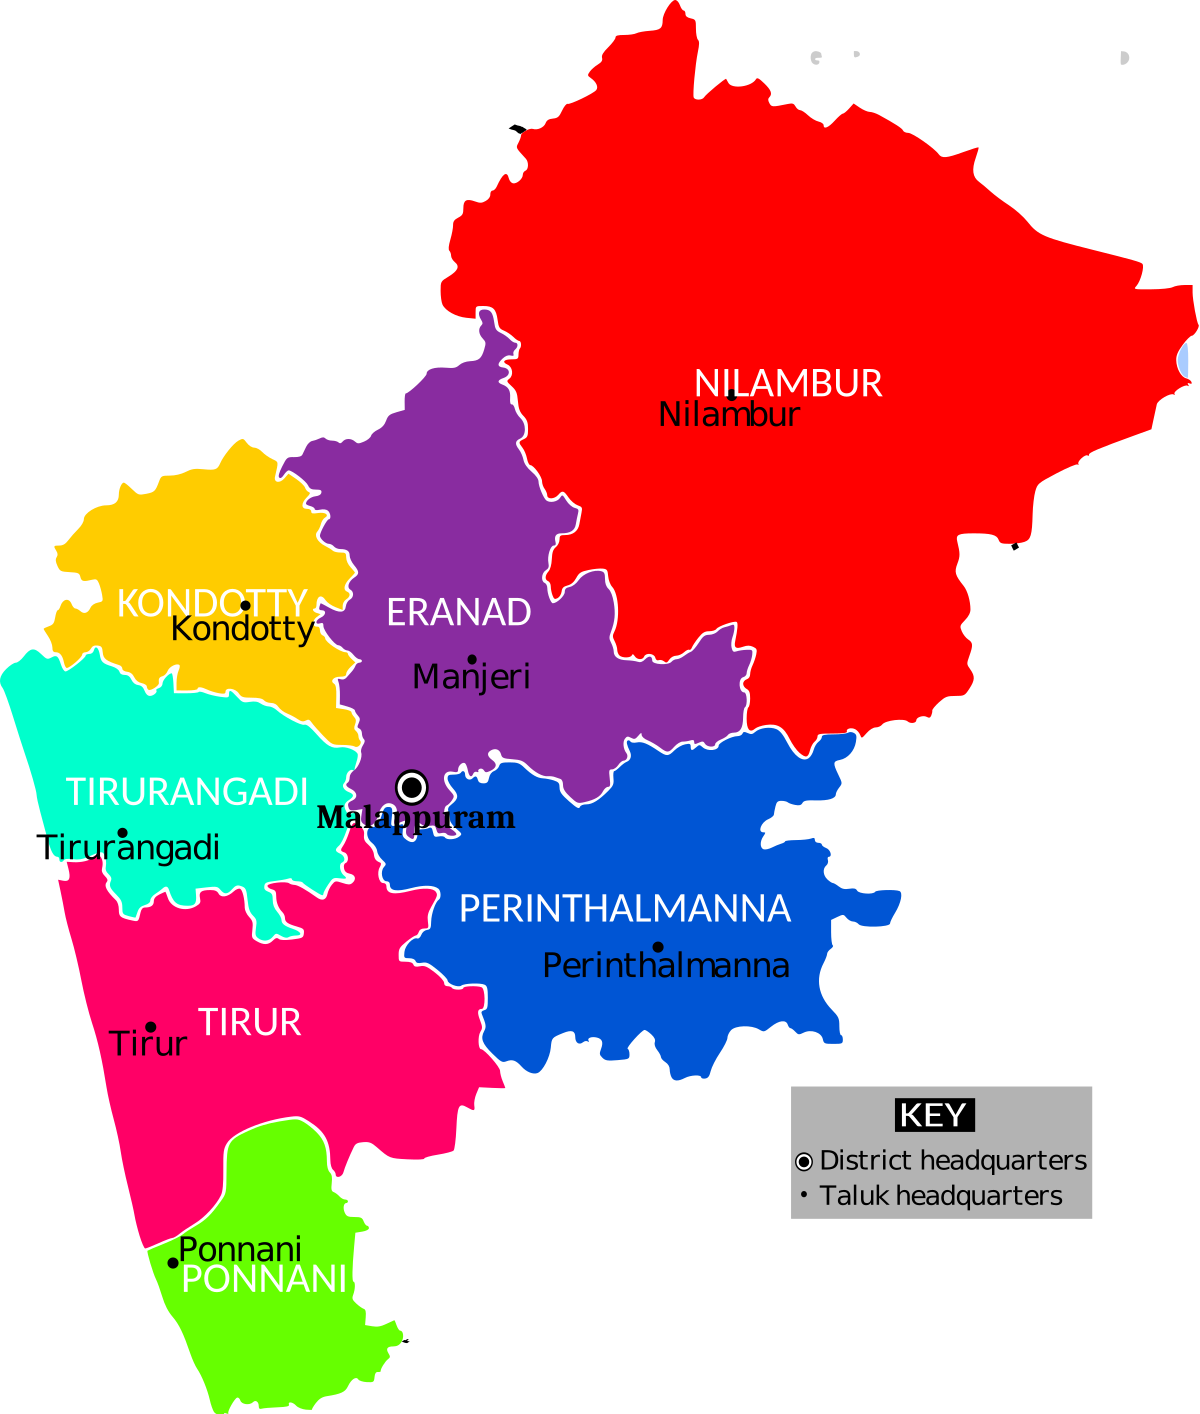 NILAMBUR
Nilambur
KONDOTTY
Kondotty
ERANAD
Manjeri
TIRURANGADI
Tirurangadi
Malappuram
PERINTHALMANNA
Perinthalmanna
TIRUR
Tirur
KEY
District headquarters
Taluk headquarters
Ponnani
PONNANI